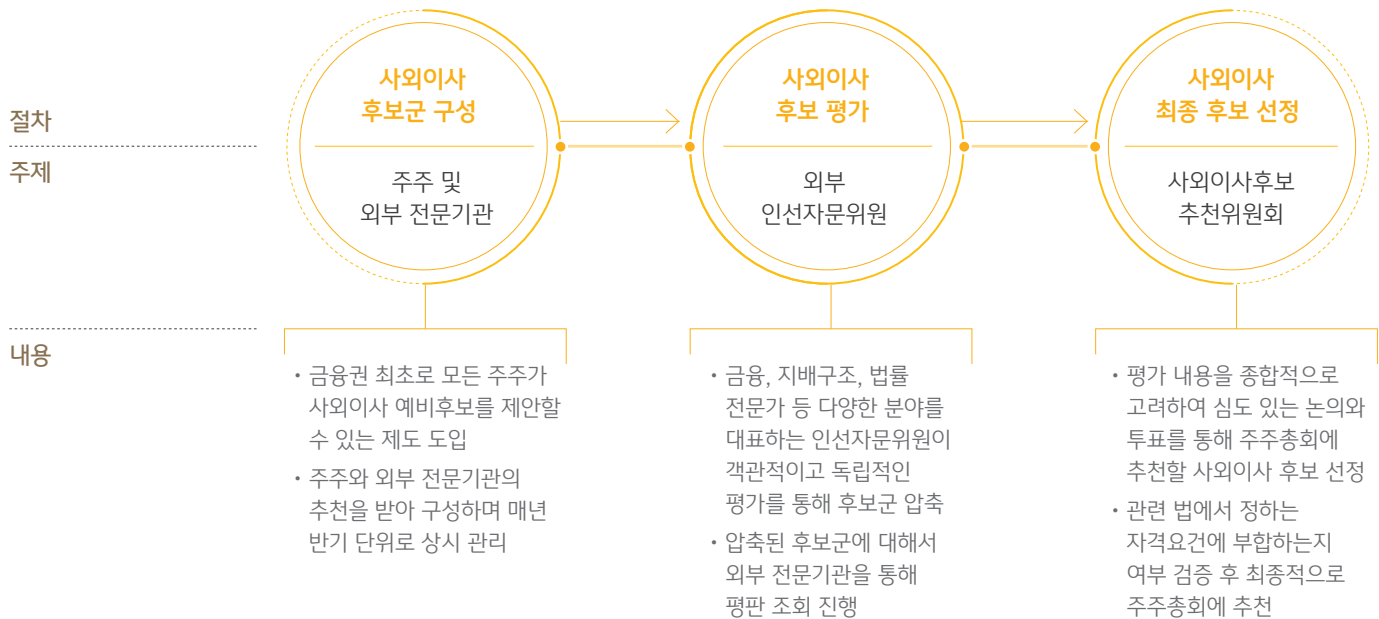 절차
주제
내용
사외이사
후보군 구성
주주 및
외부 전문기관
사외이사
후보 평가
외부
인선자문위원
사외이사
최종 후보 선정
사외이사후보
추천위원회
• 금융권 최초로 모든 주주가
사외이사 예비후보를 제안할
수 있는 제도 도입
• 주주와 외부 전문기관의
추천을 받아 구성하며 매년
반기 단위로 상시 관리
• 금융, 지배구조, 법률
전문가 등 다양한 분야를
대표하는 인선자문위원이
객관적이고 독립적인
평가를 통해 후보군 압축
• 압축된 후보군에 대해서
외부 전문기관을 통해
평판 조회 진행
• 평가 내용을 종합적으로
고려하여 심도 있는 논의와
투표를 통해 주주총회에
추천할 사외이사 후보 선정
• 관련 법에서 정하는
자격요건에 부합하는지
여부 검증 후 최종적으로
주주총회에 추천